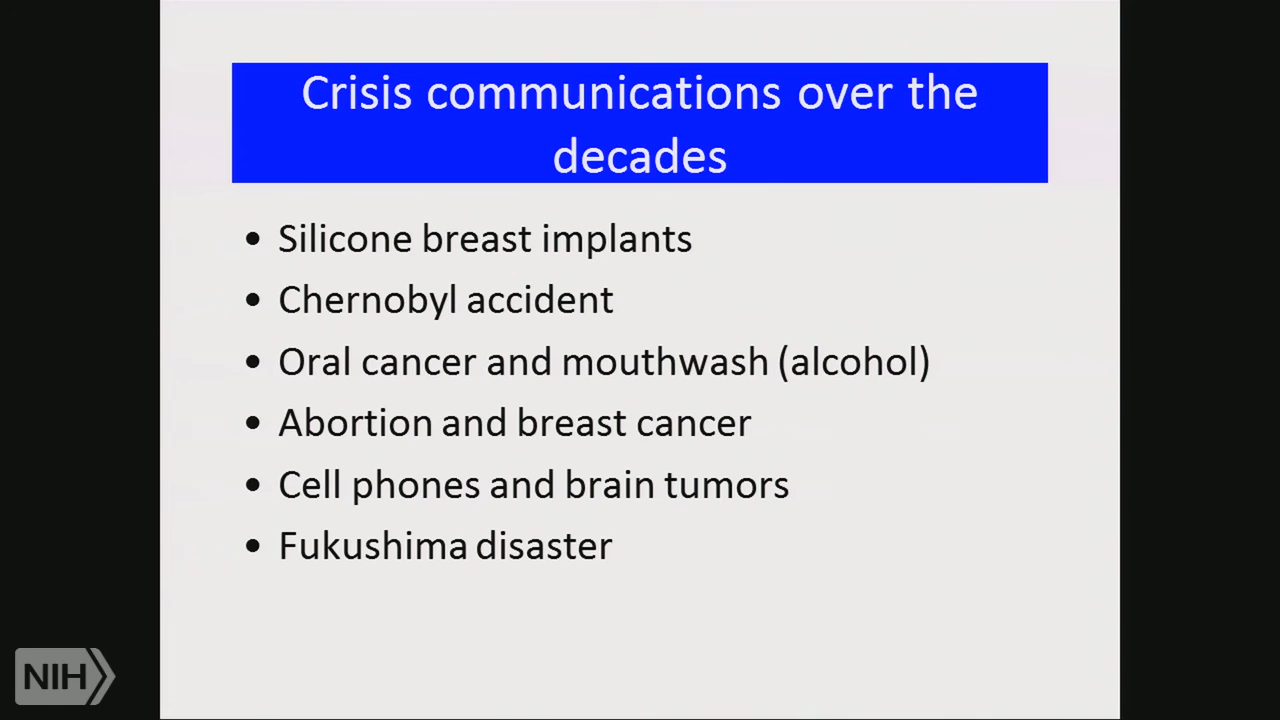 Crisis communications over the
decades
• Silicone breast implants
• Chernobyl accident
• Oral cancer and mouthwash (alcohol)
• Abortion and breast cancer
• Cell phones and brain tumors
• Fukushima disaster
NIH